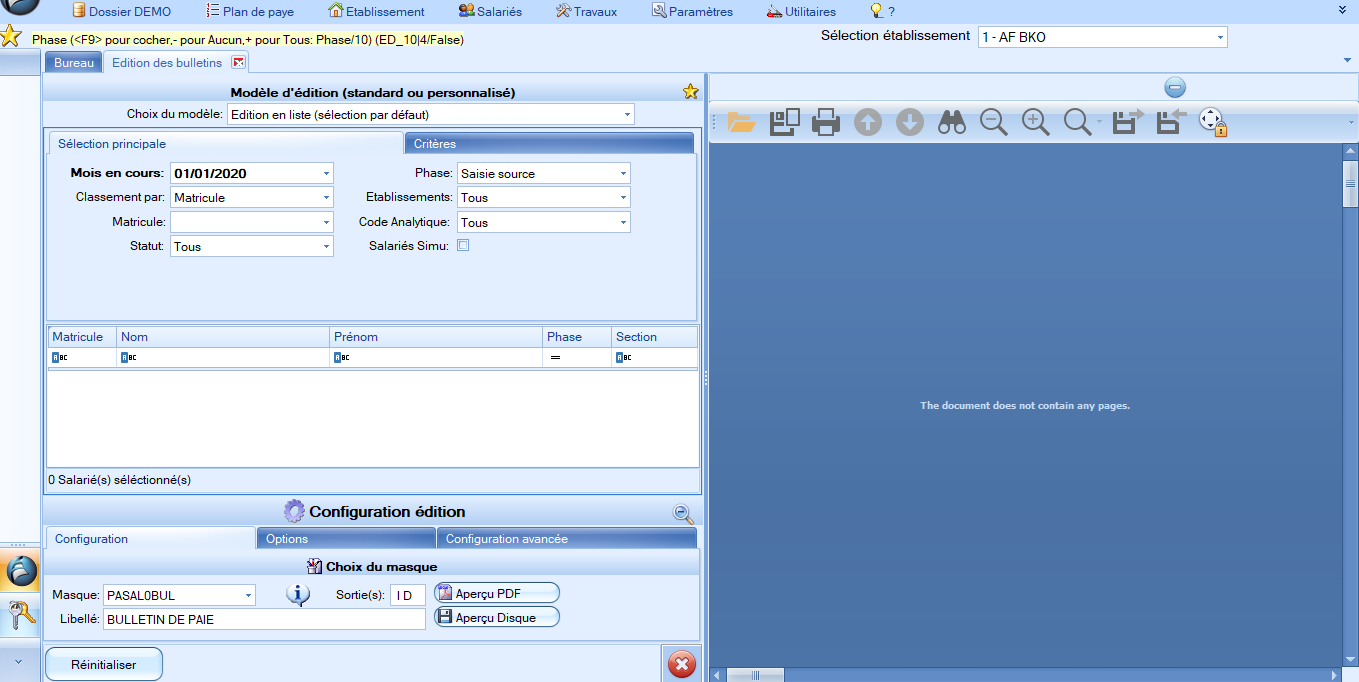 Dossier DEMO Plan de paye Etablissement Salariés Travaux Paramètres Utilitaires ?
Phase (<F9> pour cocher,- pour Aucun,+ pour Tous: Phase/10) (ED_10|4/False)
Sélection établissement 1 - AF BKO
Bureau Edition des bulletins
Modèle d'édition (standard ou personnalisé)
Choix du modèle: Edition en liste (sélection par défaut)
Sélection principale Critères
Mois en cours: 01/01/2020 Phase: Saisie source
Classement par: Matricule Etablissements: Tous
Matricule: Code Analytique: Tous
Statut: Tous Salariés Simu:
Matricule Nom Prénom Phase Section
ABC ABC ABC = ABC
The document does not contain any pages.
0 Salarié(s) séléctionné(s)
Configuration édition
Configuration Options Configuration avancée
Choix du masque
Masque: PASAL0BUL Sortie(s): I D Aperçu PDF
Libellé: BULLETIN DE PAIE Aperçu Disque
Réinitialiser